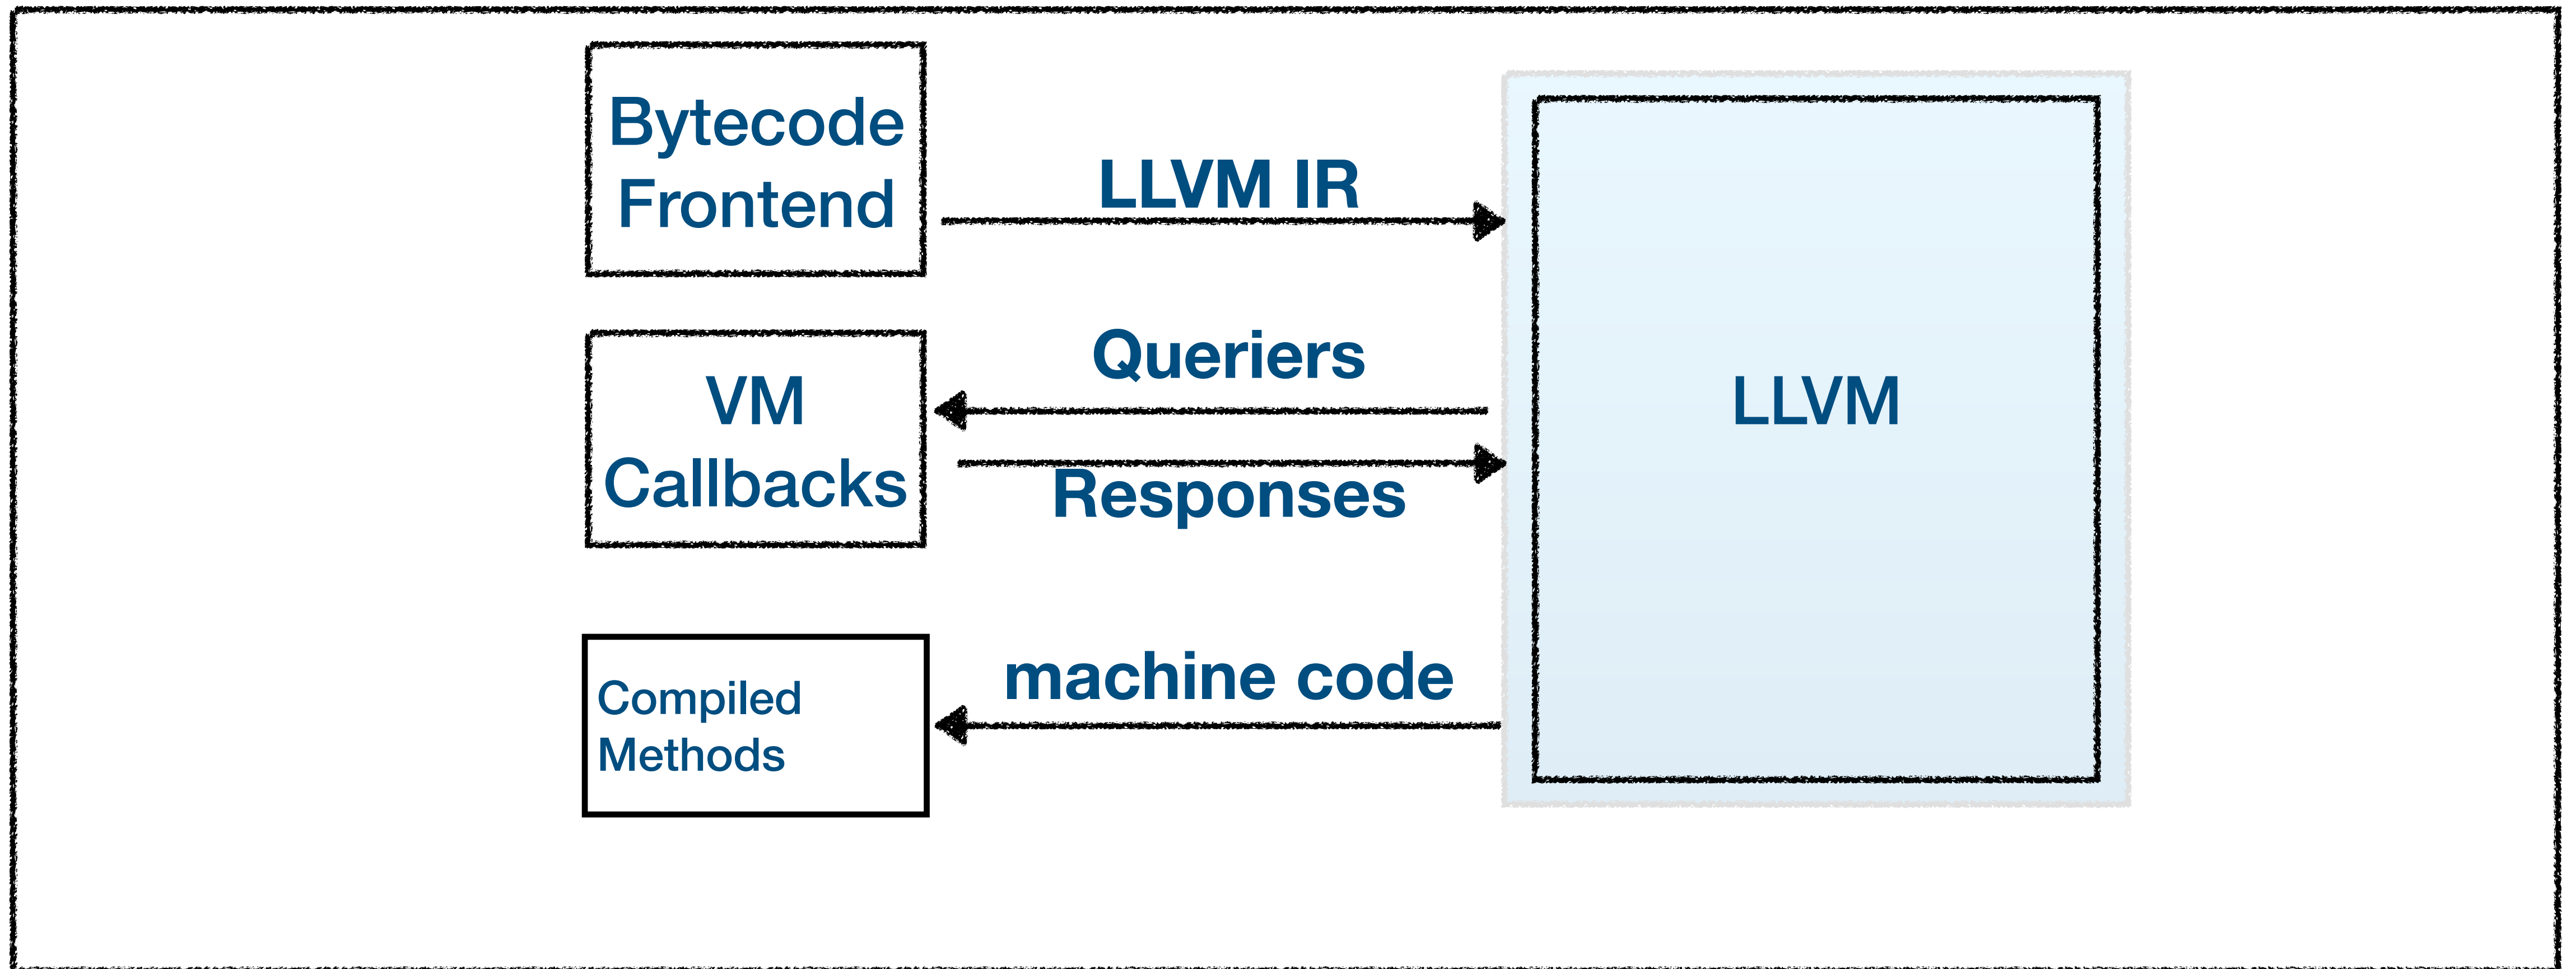 Bytecode
Frontend
LLVM IR
Queriers
VM
Callbacks
Responses
LLVM
machine code
Compiled
Methods